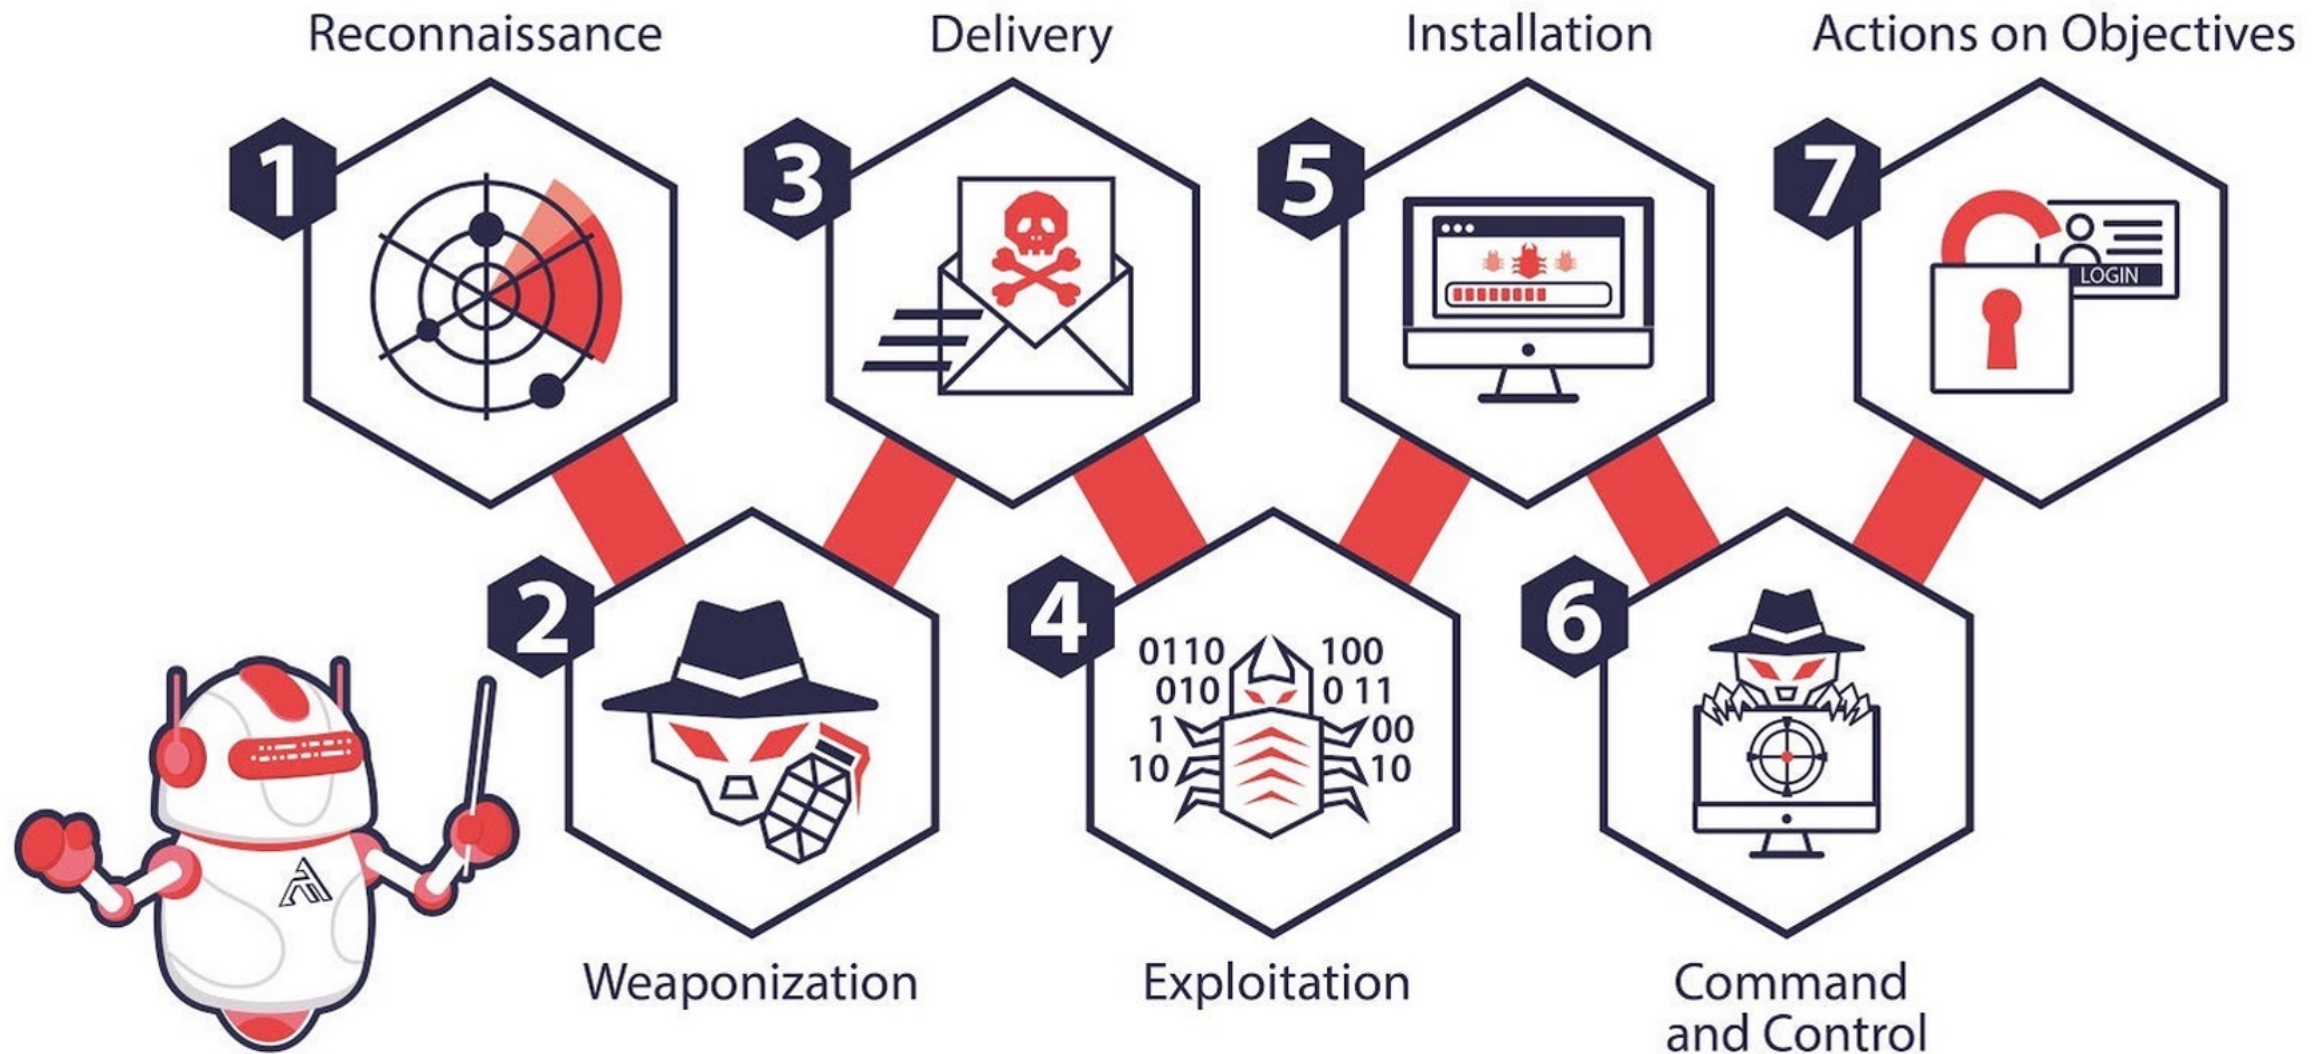 Reconnaissance
Delivery
Installation
Actions on Objectives
1
3
5
7
LOGIN
2
4
6
0110 100
010 0 11
1 00
10 10
Weaponization
Exploitation
Command
and Control